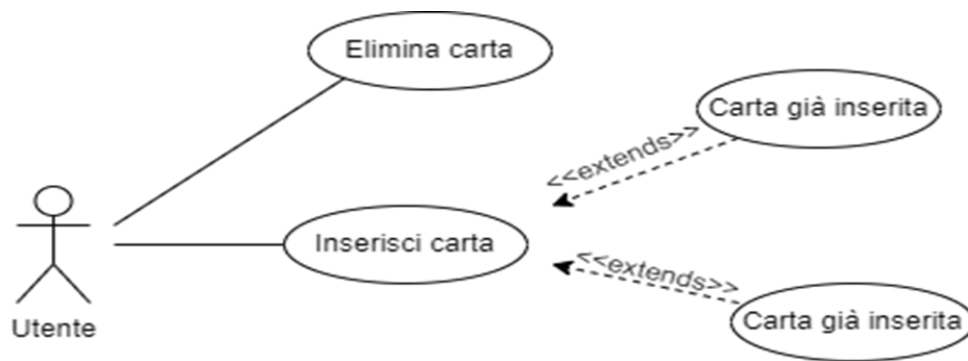 Elimina carta
Carta già inserita
<<extends>>
Inserisci carta
<<extends>>
Carta già inserita
Utente